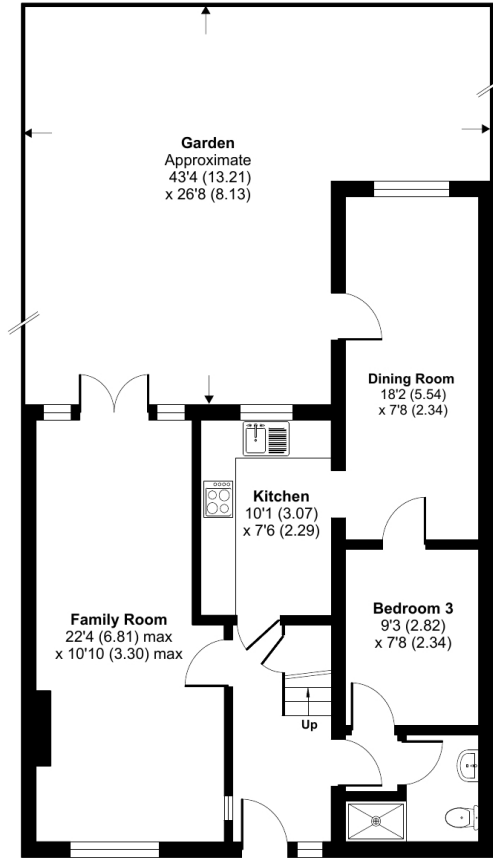 Garden
Approximate
43'4 (13.21)
x 26'8 (8.13)
Dining Room
18'2 (5.54)
x 7'8 (2.34)
Kitchen
10'1 (3.07)
x 7'6 (2.29)
Family Room
22'4 (6.81) max
x 10'10 (3.30) max
Bedroom 3
9'3 (2.82)
x 7'8 (2.34)
Up